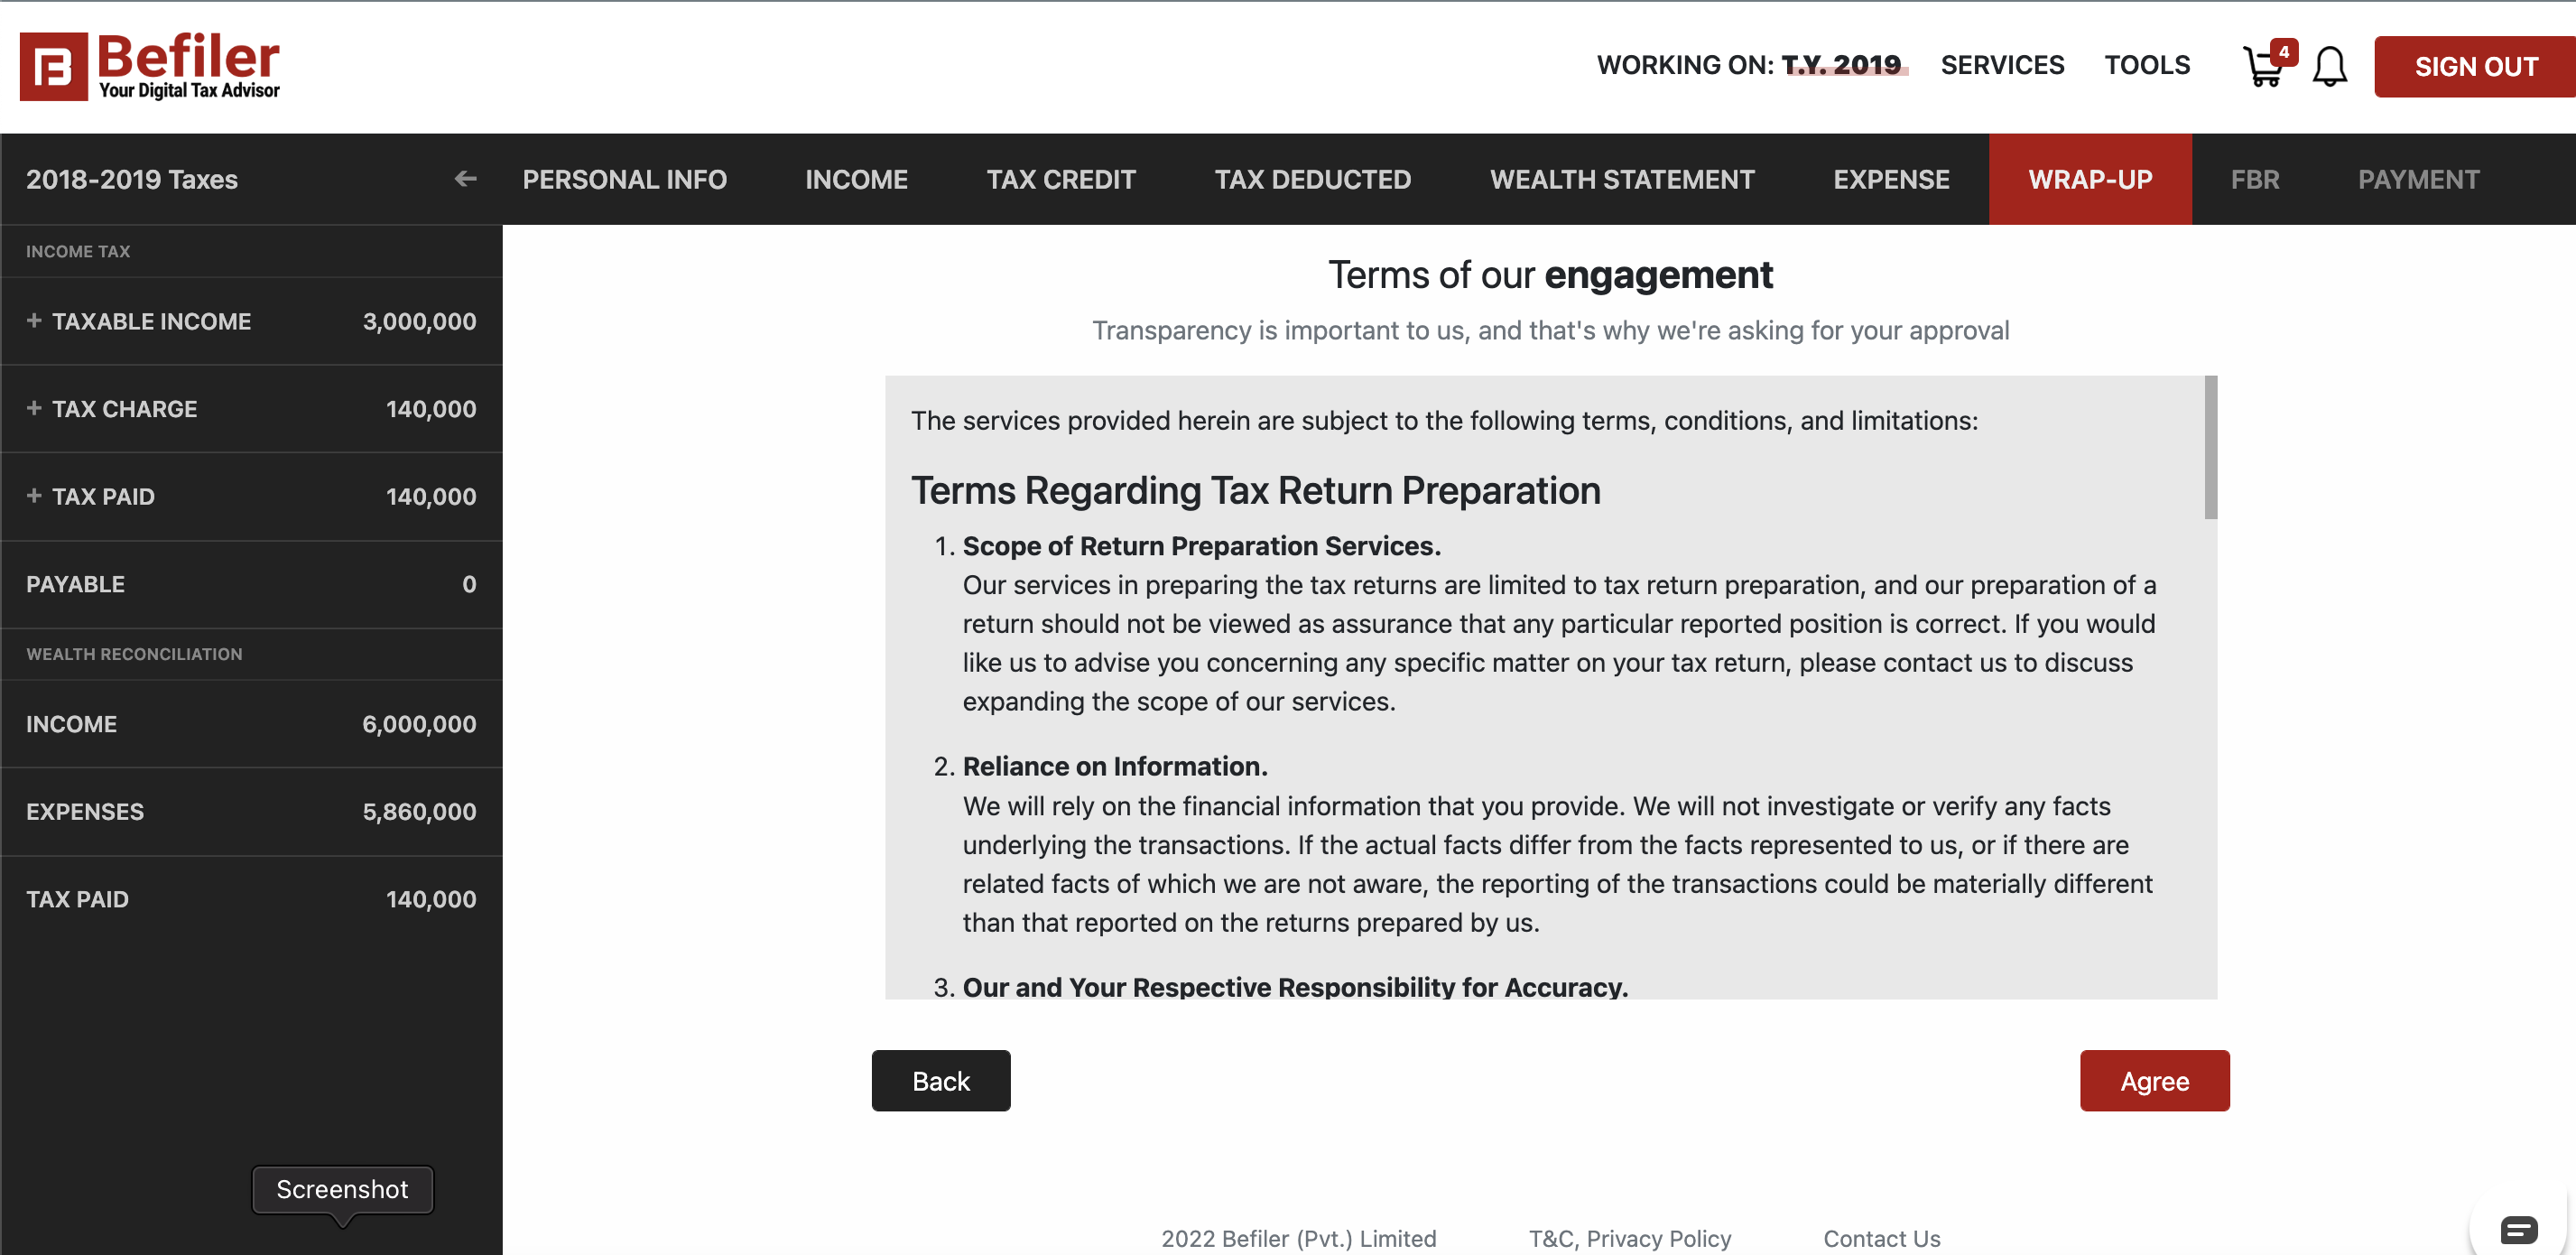 Befiler
Your Digital Tax Advisor
WORKING ON: T.Y. 2019 SERVICES TOOLS 4 SIGN OUT
2018-2019 Taxes PERSONAL INFO INCOME TAX CREDIT TAX DEDUCTED WEALTH STATEMENT EXPENSE WRAP-UP FBR PAYMENT
INCOME TAX
+ TAXABLE INCOME 3,000,000
+ TAX CHARGE 140,000
+ TAX PAID 140,000
PAYABLE 0
WEALTH RECONCILIATION
INCOME 6,000,000
EXPENSES 5,860,000
TAX PAID 140,000
Screenshot
Terms of our engagement
Transparency is important to us, and that's why we're asking for your approval
The services provided herein are subject to the following terms, conditions, and limitations:
Terms Regarding Tax Return Preparation
1. Scope of Return Preparation Services.
Our services in preparing the tax returns are limited to tax return preparation, and our preparation of a
return should not be viewed as assurance that any particular reported position is correct. If you would
like us to advise you concerning any specific matter on your tax return, please contact us to discuss
expanding the scope of our services.
2. Reliance on Information.
We will rely on the financial information that you provide. We will not investigate or verify any facts
underlying the transactions. If the actual facts differ from the facts represented to us, or if there are
related facts of which we are not aware, the reporting of the transactions could be materially different
than that reported on the returns prepared by us.
3. Our and Your Respective Responsibility for Accuracy.
Back Agree
2022 Befiler (Pvt.) Limited T&C, Privacy Policy Contact Us